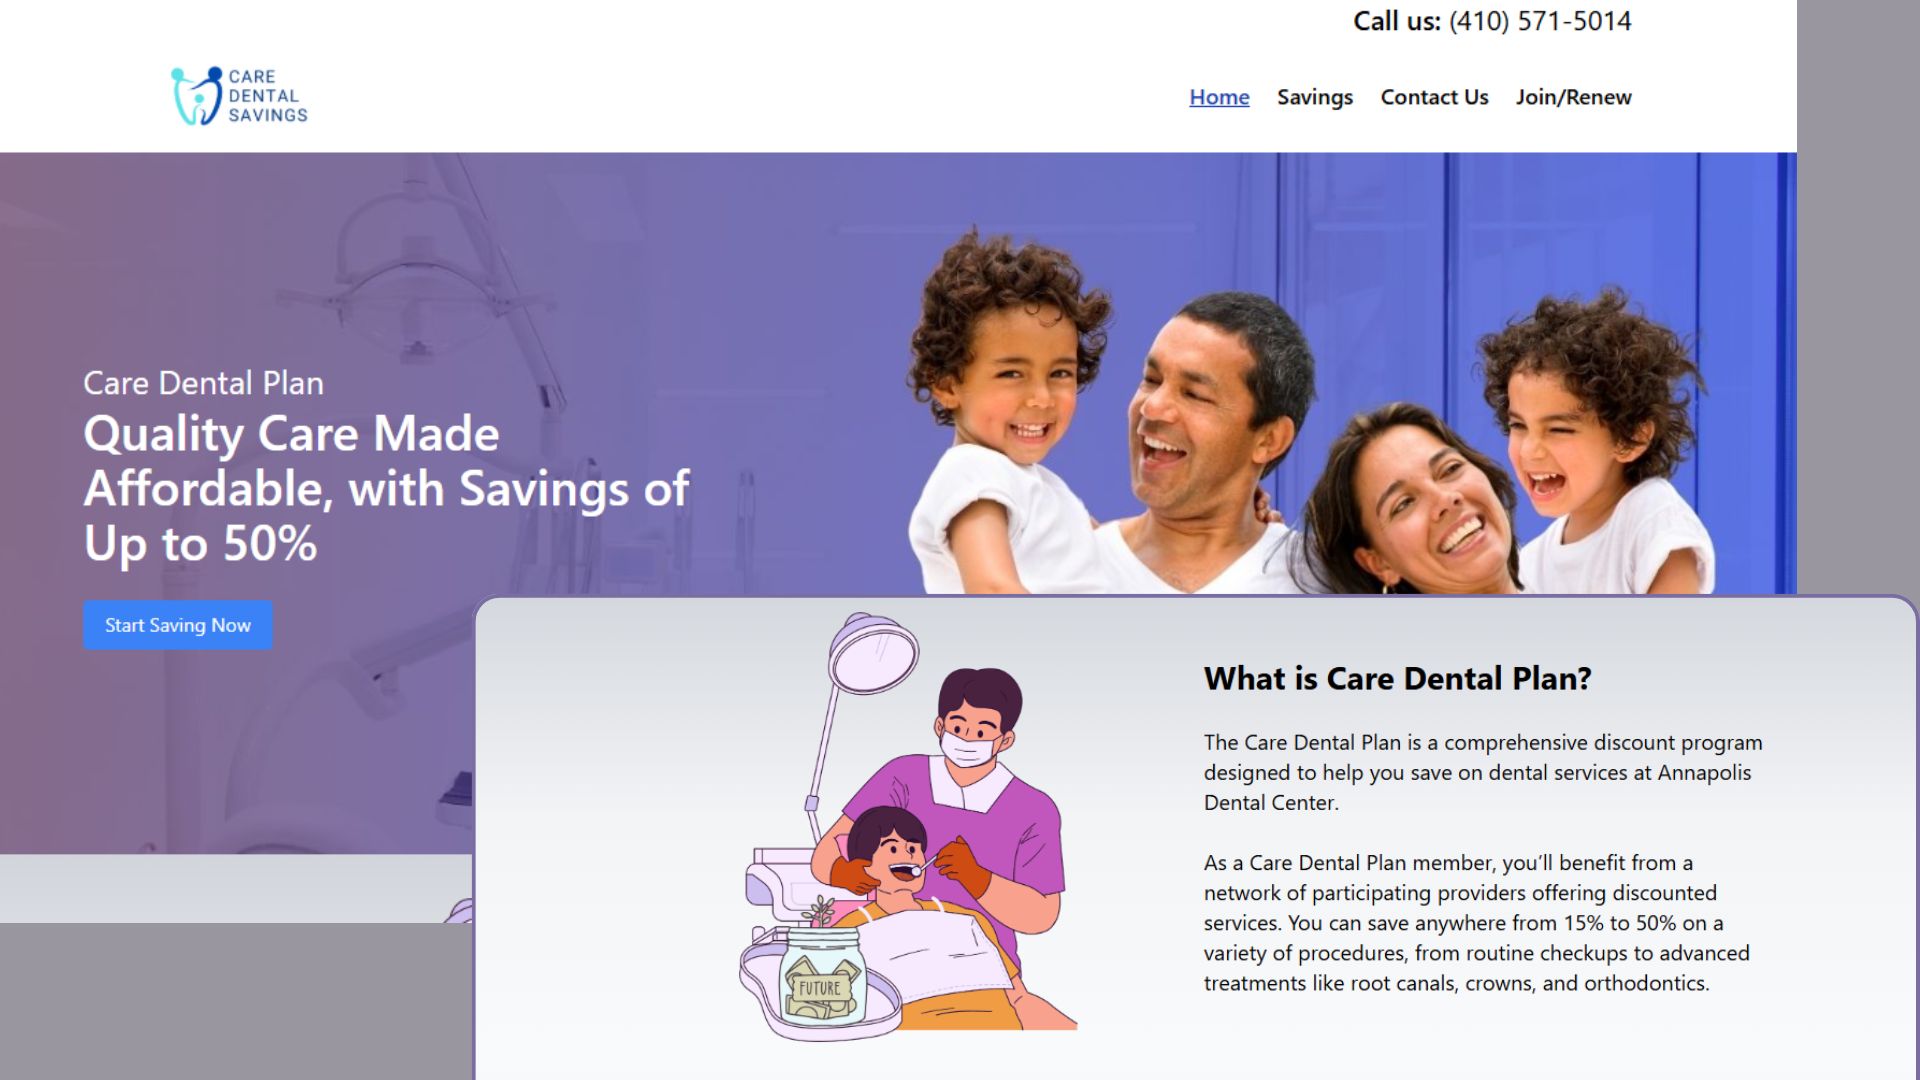 Call us: (410) 571-5014
CARE
DENTAL
SAVINGS
Home Savings Contact Us Join/Renew
Care Dental Plan
Quality Care Made
Affordable, with Savings of
Up to 50%
Start Saving Now
What is Care Dental Plan?
The Care Dental Plan is a comprehensive discount program
designed to help you save on dental services at Annapolis
Dental Center.
As a Care Dental Plan member, you’ll benefit from a
network of participating providers offering discounted
services. You can save anywhere from 15% to 50% on a
variety of procedures, from routine checkups to advanced
treatments like root canals, crowns, and orthodontics.
FUTURE